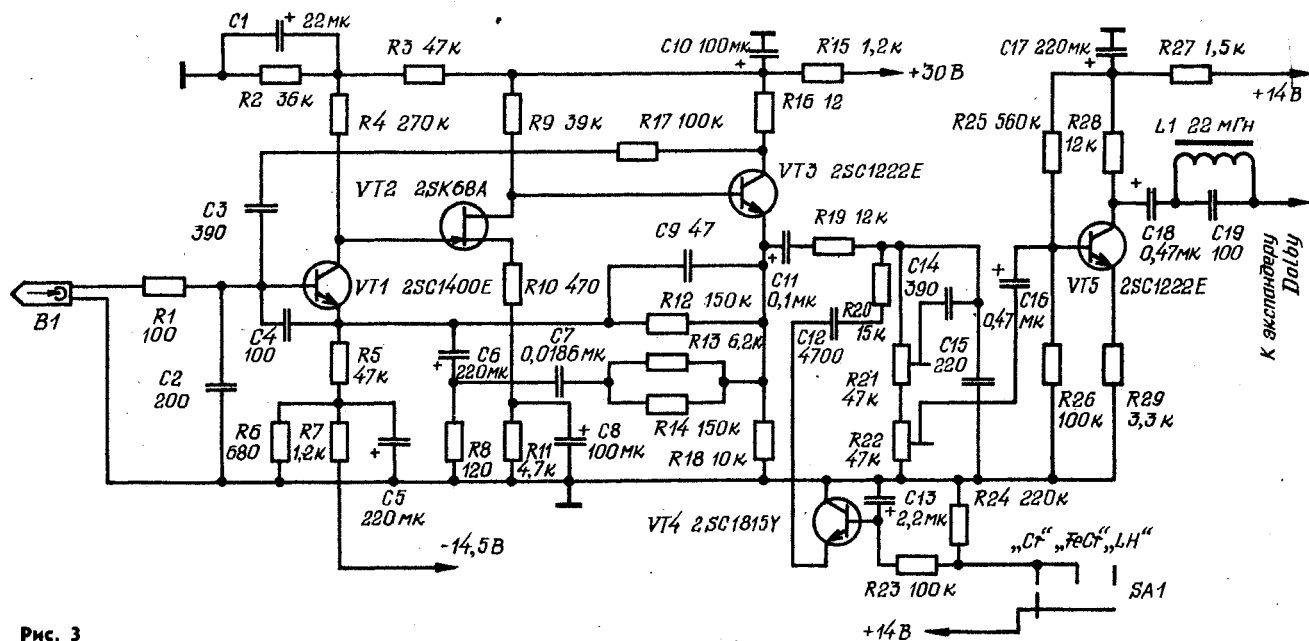 C1
22мк
R3 47к
R2 36к
R4 270к
R9 39к
R17 100к
C10 100мк
R15 1,2к
+30В
R16 12
C17 220мк
R27 1,5к
+14В
R25 560к
R28
12к
L1 22 мГн
VT2 2SK68A
VT3 2SC1222E
C3
390
C9 47
R19 12к
C18
0,47мк
C19
100
К экспандеру
Dolby
B1
R1
100
VT1 2SC1400E
R10 470
C11
0,1мк
C14
390
C16
0,47
мк
VT5
2SC1222E
C4
100
R12 150к
R13 6,2к
C12
4700
R20
15к
C15
220
C2
200
R5
47к
C6
220мк
C7
0,0186мк
R14 150к
R21
47к
R26
100к
R29
3,3к
R6
680
R7
1,2к
R8
120
R11
4,7к
C8
100мк
R18 10к
R22
47к
C5
220мк
VT4 2SC1815Y
C13
2,2мк
R24 220к
-14,5В
„Cr“ „FeCr“ „LH“
R23 100к
SA1
+14В
Рис. 3